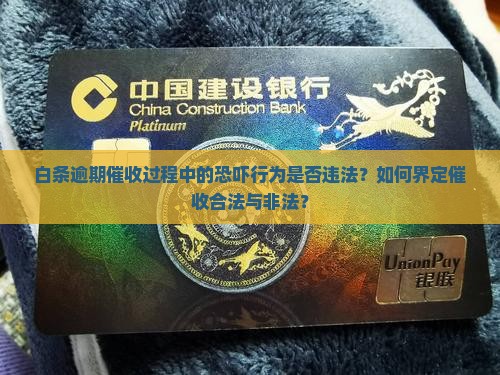 中国建设银行
China Construction Bank
Platinum
白条逾期催收过程中的恐吓行为是否违法？如何界定催
收合法与非法？
UnionPay
银联